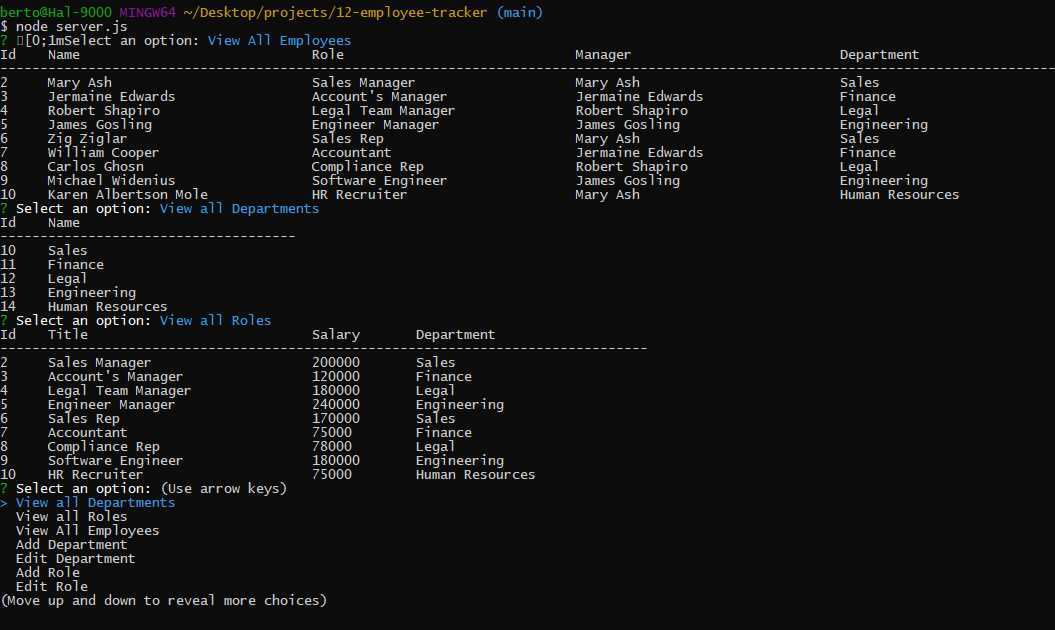 berto@Hal-9000 MINGW64 ~/Desktop/projects/12-employee-tracker (main)
$ node server.js
? ▯[0;1mSelect an option: View All Employees
Id    Name                             Role                             Manager                          Department
------------------------------------------------------------------------------------------------------------------------------------
2     Mary Ash                         Sales Manager                    Mary Ash                         Sales
3     Jermaine Edwards                 Account's Manager                Jermaine Edwards                 Finance
4     Robert Shapiro                   Legal Team Manager               Robert Shapiro                   Legal
5     James Gosling                    Engineer Manager                 James Gosling                    Engineering
6     Zig Ziglar                       Sales Rep                        Mary Ash                         Sales
7     William Cooper                   Accountant                       Jermaine Edwards                 Finance
8     Carlos Ghosn                     Compliance Rep                   Robert Shapiro                   Legal
9     Michael Widenius                 Software Engineer                James Gosling                    Engineering
10    Karen Albertson Mole             HR Recruiter                     Mary Ash                         Human Resources
? Select an option: View all Departments
Id    Name
-------------------------------------
10    Sales
11    Finance
12    Legal
13    Engineering
14    Human Resources
? Select an option: View all Roles
Id    Title                            Salary       Department
---------------------------------------------------------------------------------
2     Sales Manager                    200000       Sales
3     Account's Manager                120000       Finance
4     Legal Team Manager               180000       Legal
5     Engineer Manager                 240000       Engineering
6     Sales Rep                        170000       Sales
7     Accountant                       75000        Finance
8     Compliance Rep                   78000        Legal
9     Software Engineer                180000       Engineering
10    HR Recruiter                     75000        Human Resources
? Select an option: (Use arrow keys)
> View all Departments
  View all Roles
  View All Employees
  Add Department
  Edit Department
  Add Role
  Edit Role
(Move up and down to reveal more choices)